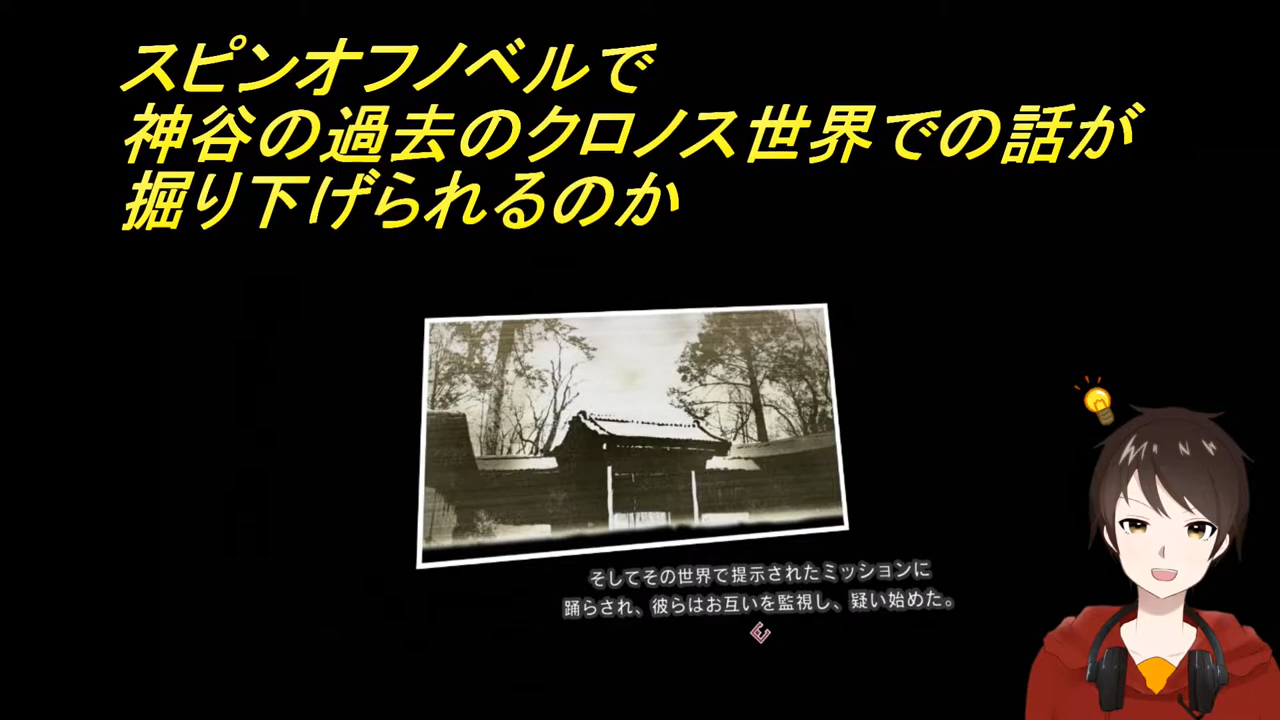 スピンオフノベルで
神谷の過去のクロノス世界での話が
掘り下げられるのか
そしてその世界で提示されたミッションに
踊らされ、彼らはお互いを監視し、疑い始めた。